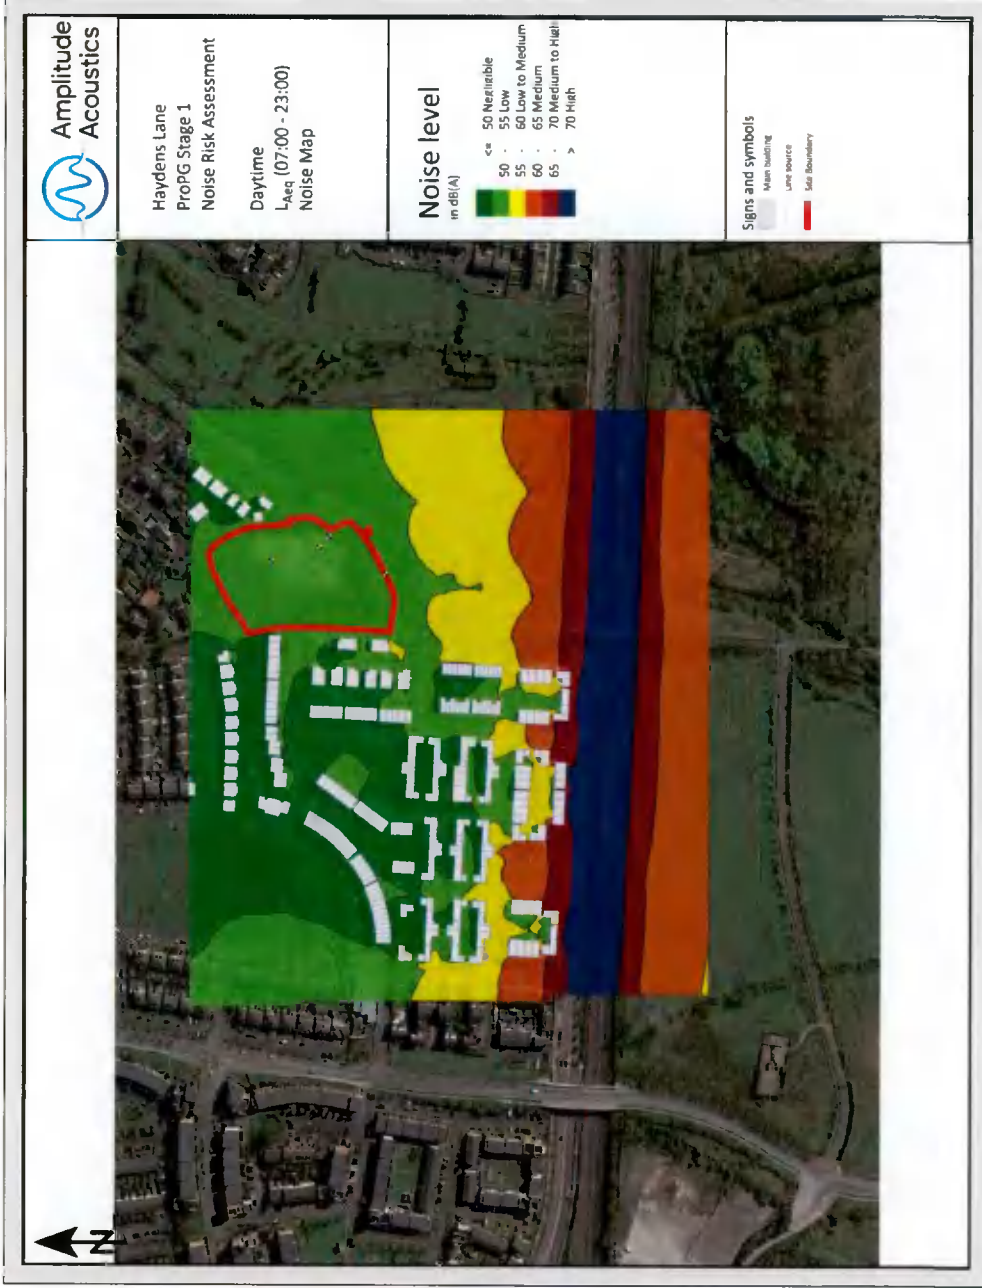 Amplitude
Acoustics
Haydens Lane
ProPG Stage 1
Noise Risk Assessment
Daytime
LAeq (07:00 - 23:00)
Noise Map
Noise level
in dB(A)
<= 50 Negligible
50 - 55 Low
55 - 60 Low to Medium
60 - 65 Medium
65 - 70 Medium to High
> 70 High
Signs and symbols
Main building
Line source
Site Boundary
N